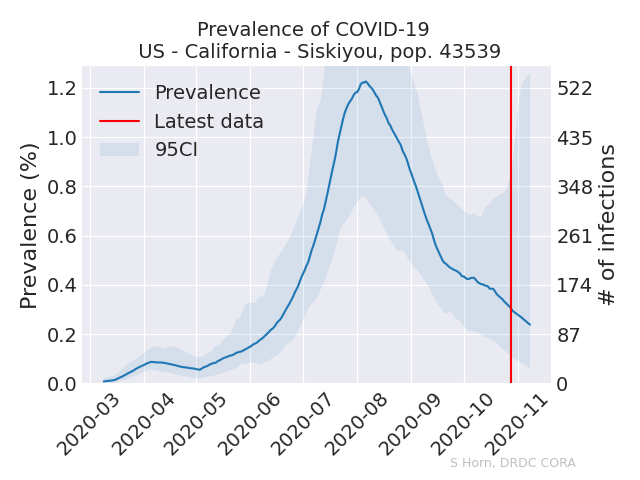 Prevalence of COVID-19
US - California - Siskiyou, pop. 43539
Prevalence
Latest data
95CI
Prevalence (%)
1.2
1.0
0.8
0.6
0.4
0.2
0.0
522
435
348
261
174
87
0
# of infections
2020-03
2020-04
2020-05
2020-06
2020-07
2020-08
2020-09
2020-10
2020-11
S Horn, DRDC CORA